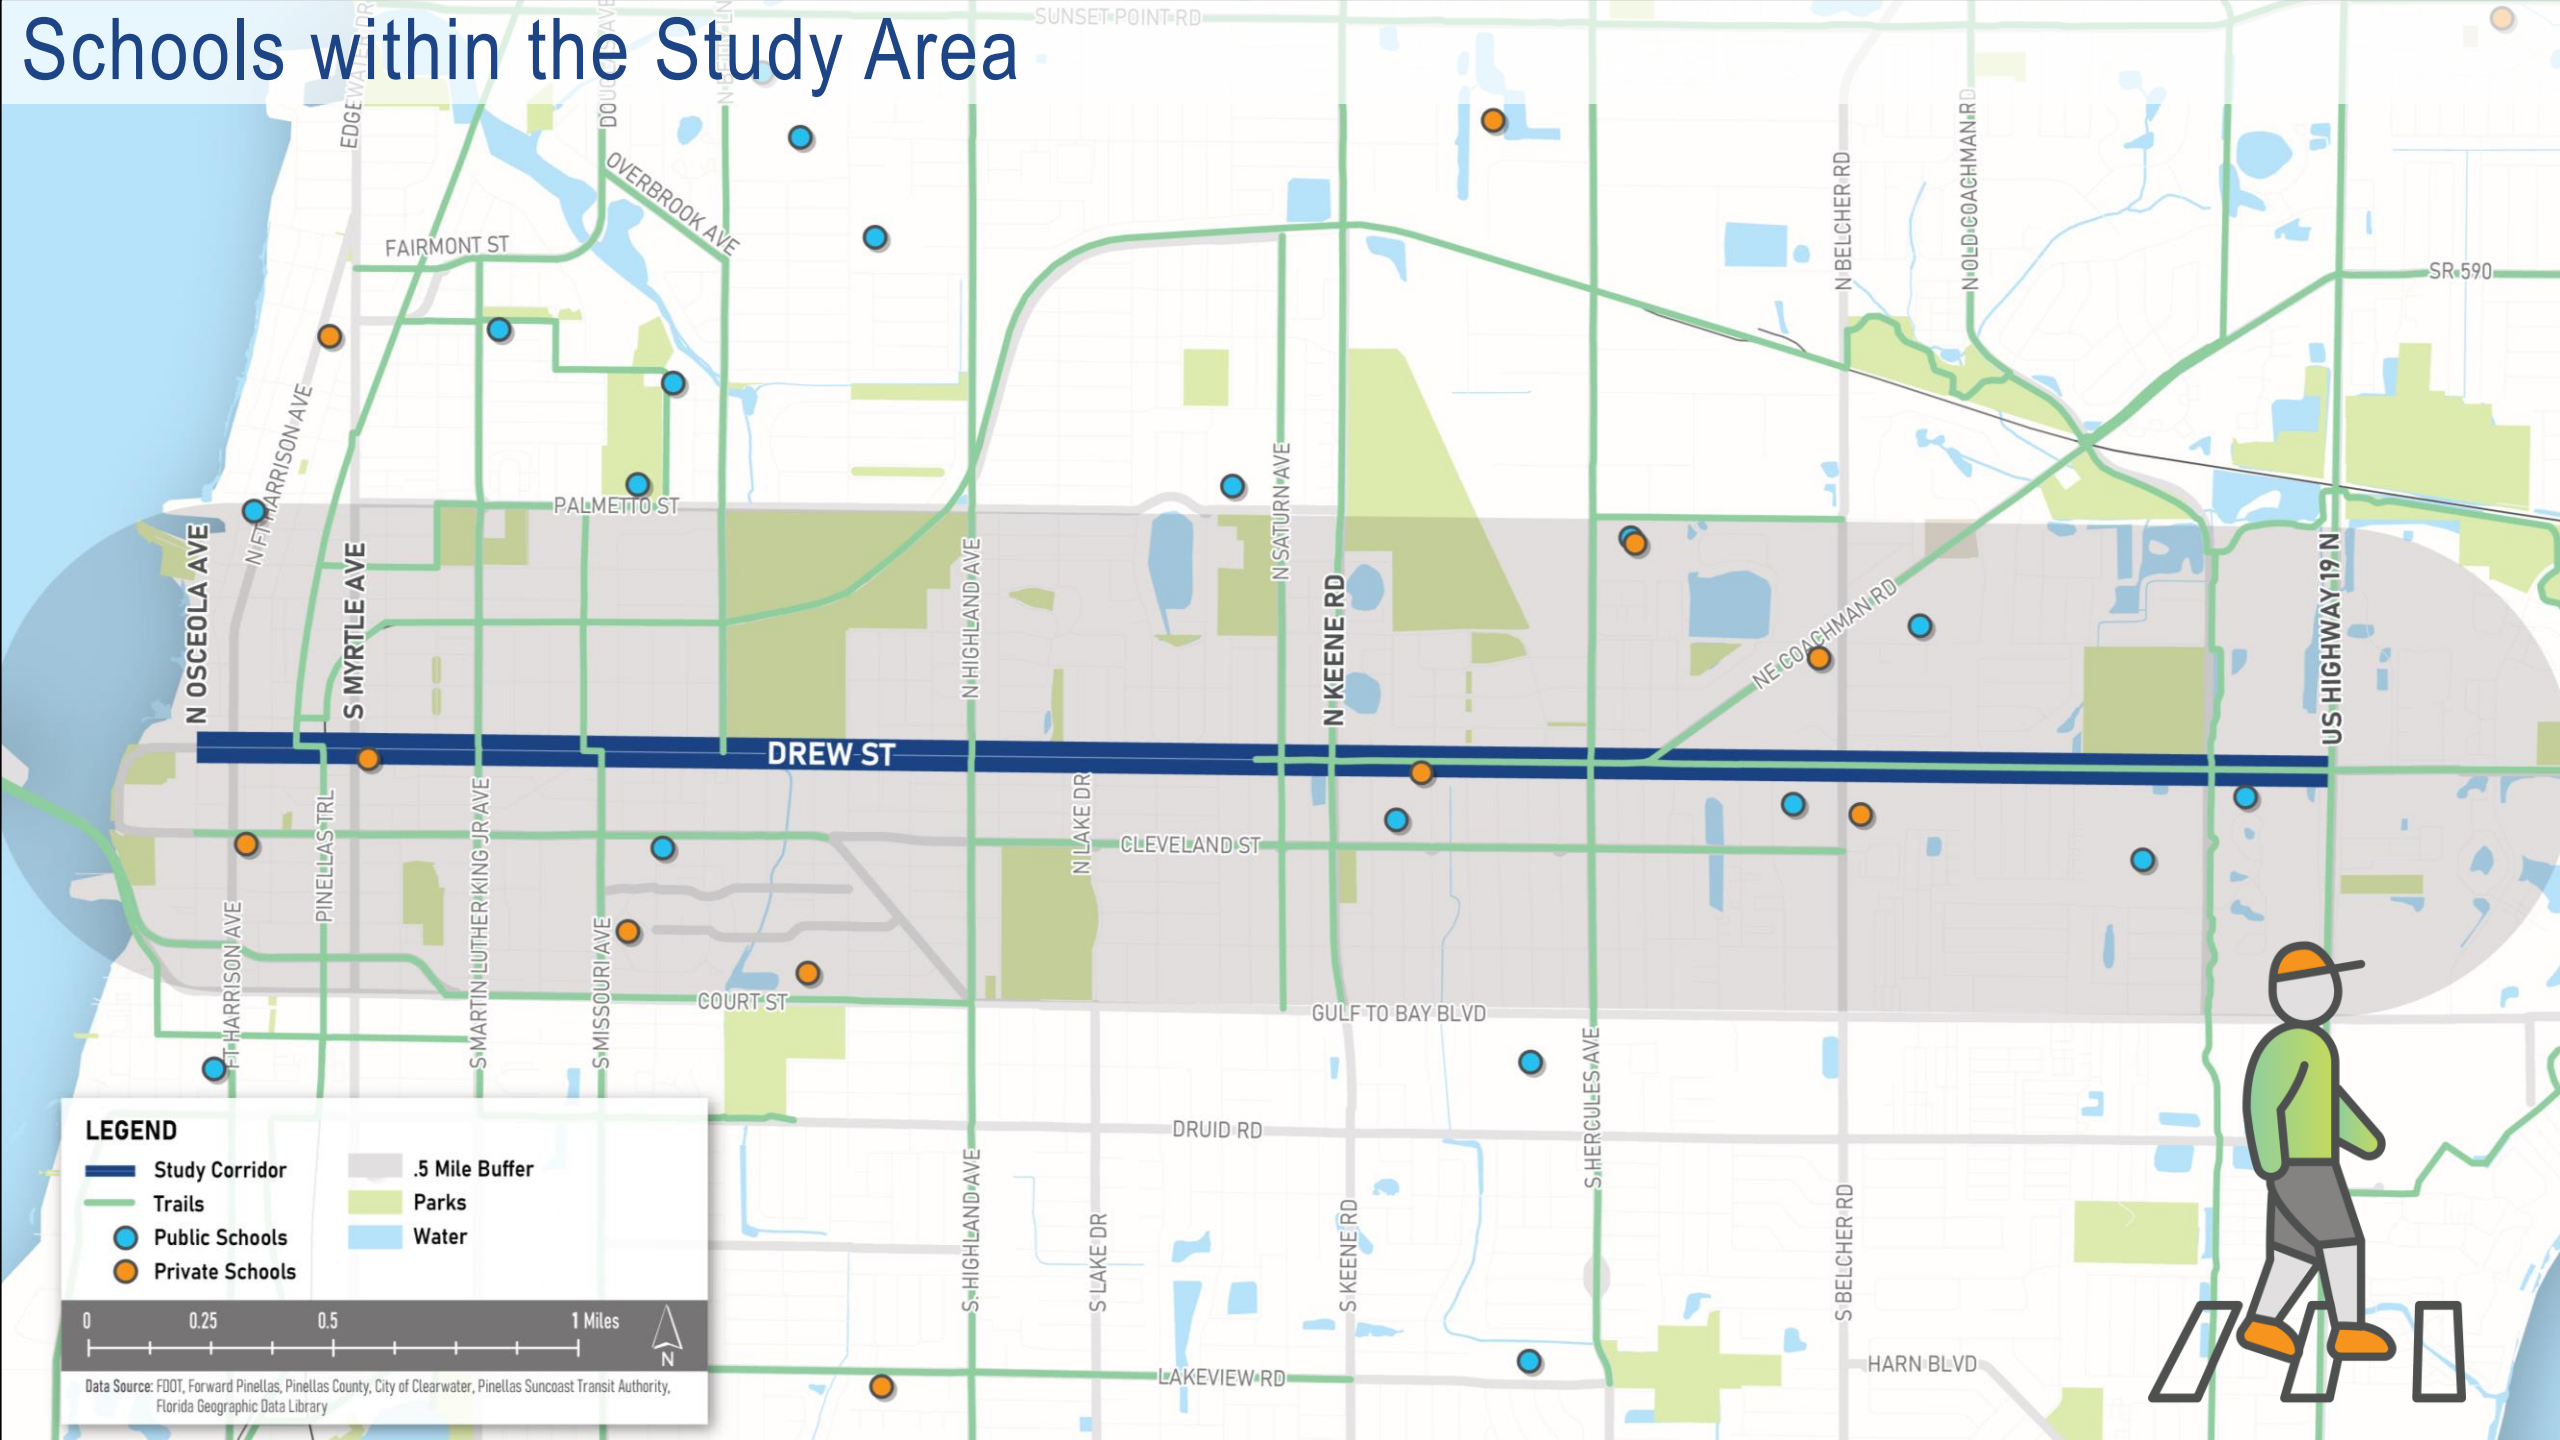 Schools within the Study Area
SUNSET POINT RD
EDGEWATER DR
DOUGLAS AVE
N BETTY LN
OVERBROOK AVE
FAIRMONT ST
N BELCHER RD
N OLD COACHMAN RD
SR 590
N FT HARRISON AVE
PALMETTO ST
N SATURN AVE
N OSCEOLA AVE
S MYRTLE AVE
N HIGHLAND AVE
N KEENE RD
NE COACHMAN RD
US HIGHWAY 19 N
DREW ST
PINELLAS TRL
S MARTIN LUTHER KING JR AVE
N LAKE DR
CLEVELAND ST
FT HARRISON AVE
S MISSOURI AVE
COURT ST
GULF TO BAY BLVD
S HERCULES AVE
DRUID RD
S. HIGHLAND AVE
S LAKE DR
S KEENE RD
S BELCHER RD
HARN BLVD
LAKEVIEW RD
LEGEND
Study Corridor
Trails
Public Schools
Private Schools
.5 Mile Buffer
Parks
Water
0 0.25 0.5 1 Miles
N
Data Source: FDOT, Forward Pinellas, Pinellas County, City of Clearwater, Pinellas Suncoast Transit Authority,
Florida Geographic Data Library